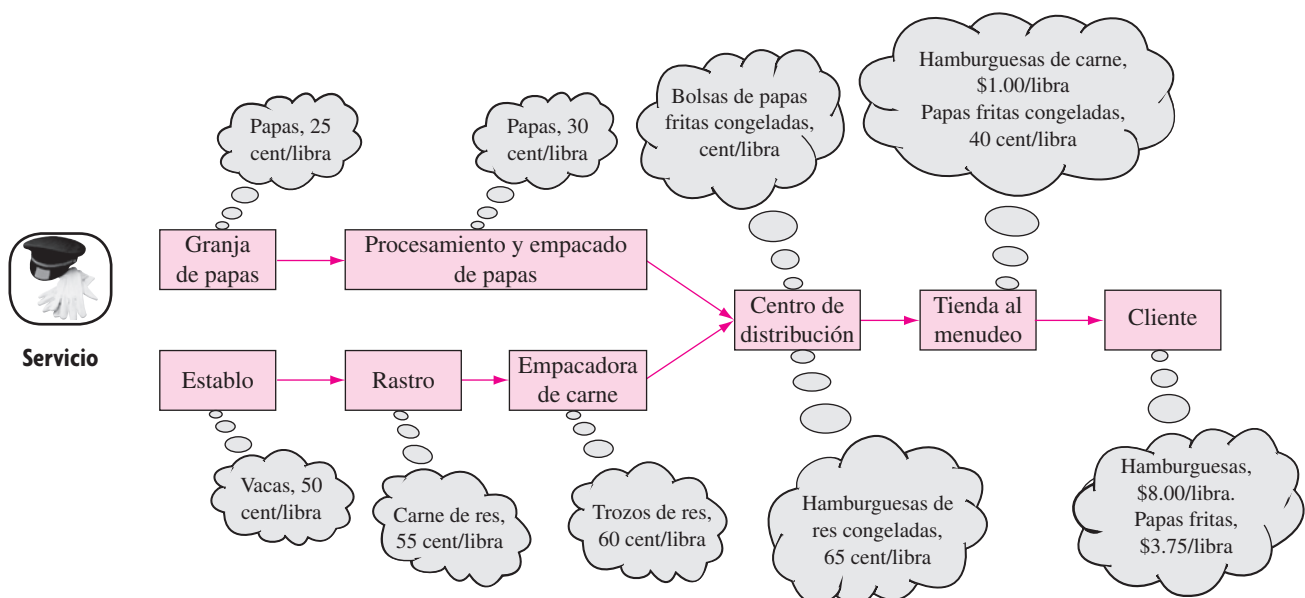 Papas, 25
cent/libra
Papas, 30
cent/libra
Bolsas de papas
fritas congeladas,
cent/libra
Hamburguesas de carne,
$1.00/libra
Papas fritas congeladas,
40 cent/libra
Servicio
Granja
de papas
Procesamiento y empacado
de papas
Centro de
distribución
Tienda al
menudeo
Cliente
Establo
Rastro
Empacadora
de carne
Vacas, 50
cent/libra
Carne de res,
55 cent/libra
Trozos de res,
60 cent/libra
Hamburguesas de
res congeladas,
65 cent/libra
Hamburguesas,
$8.00/libra.
Papas fritas,
$3.75/libra